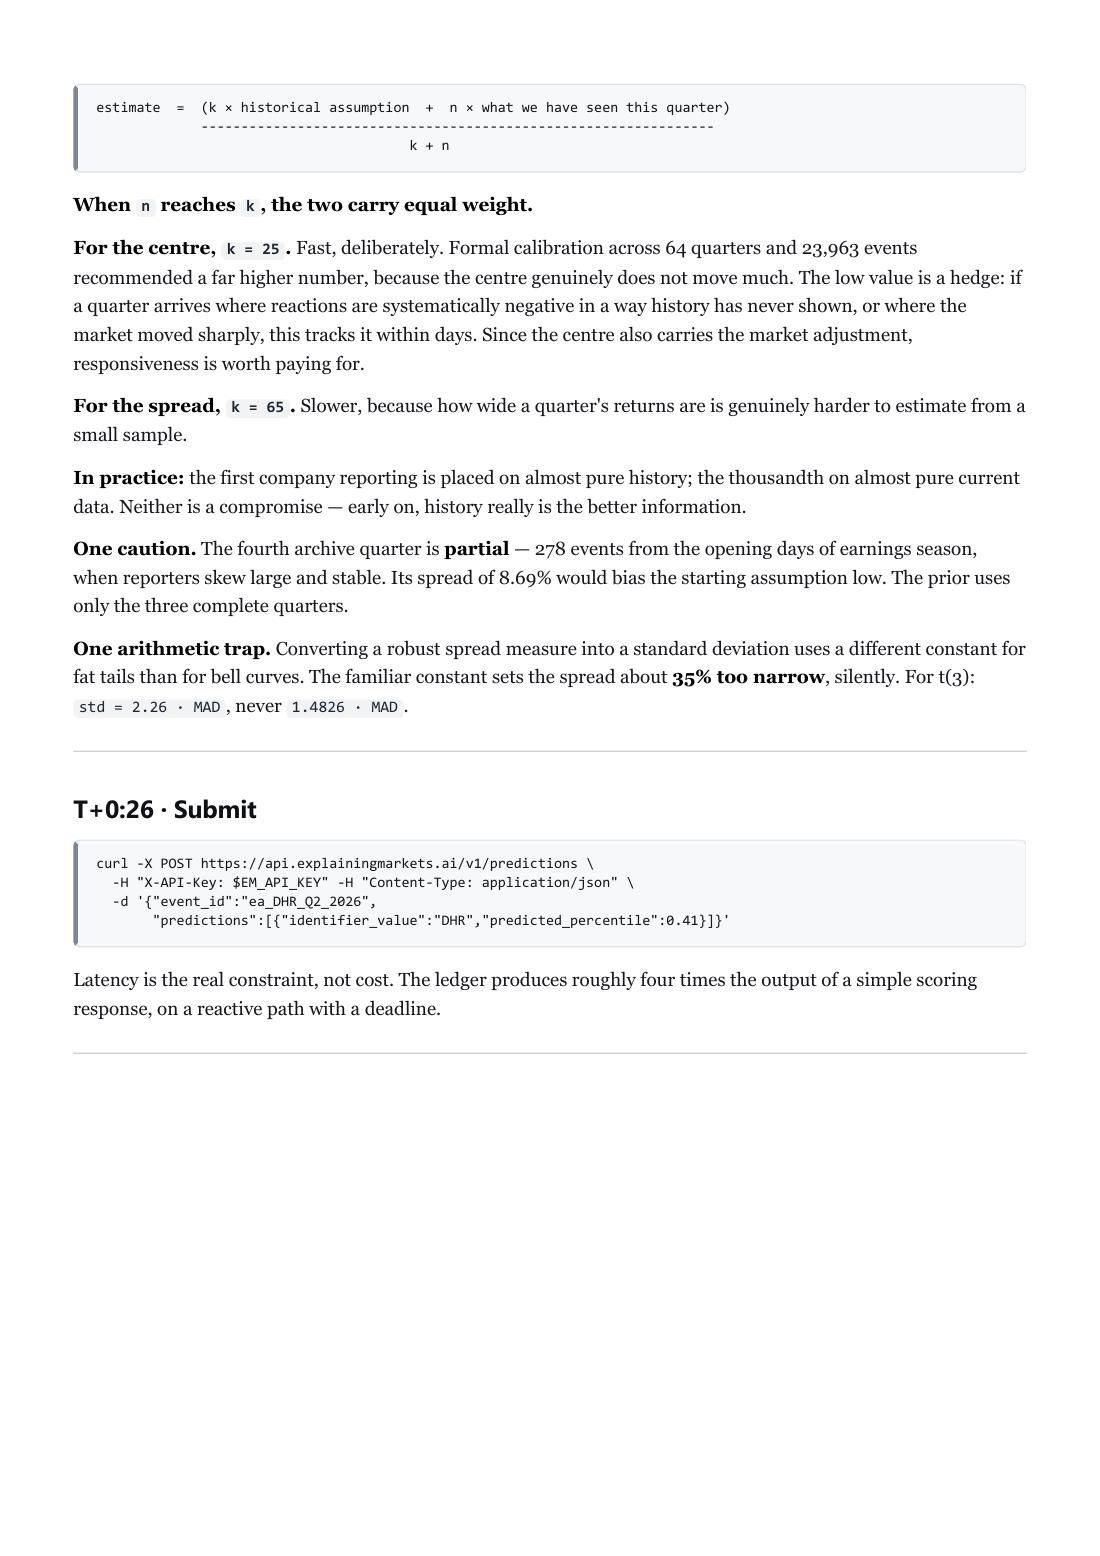 estimate  =  (k × historical assumption  +  n × what we have seen this quarter)
----------------------------------------------------------------
k + n
When n reaches k, the two carry equal weight.
For the centre, k = 25. Fast, deliberately. Formal calibration across 64 quarters and 23,963 events
recommended a far higher number, because the centre genuinely does not move much. The low value is a hedge: if
a quarter arrives where reactions are systematically negative in a way history has never shown, or where the
market moved sharply, this tracks it within days. Since the centre also carries the market adjustment,
responsiveness is worth paying for.
For the spread, k = 65. Slower, because how wide a quarter's returns are is genuinely harder to estimate from a
small sample.
In practice: the first company reporting is placed on almost pure history; the thousandth on almost pure current
data. Neither is a compromise — early on, history really is the better information.
One caution. The fourth archive quarter is partial — 278 events from the opening days of earnings season,
when reporters skew large and stable. Its spread of 8.69% would bias the starting assumption low. The prior uses
only the three complete quarters.
One arithmetic trap. Converting a robust spread measure into a standard deviation uses a different constant for
fat tails than for bell curves. The familiar constant sets the spread about 35% too narrow, silently. For t(3):
std = 2.26 · MAD, never 1.4826 · MAD.
T+0:26 · Submit
curl -X POST https://api.explainingmarkets.ai/v1/predictions \
-H "X-API-Key: $EM_API_KEY" -H "Content-Type: application/json" \
-d '{"event_id":"ea_DHR_Q2_2026",
"predictions":[{"identifier_value":"DHR","predicted_percentile":0.41}]}'
Latency is the real constraint, not cost. The ledger produces roughly four times the output of a simple scoring
response, on a reactive path with a deadline.